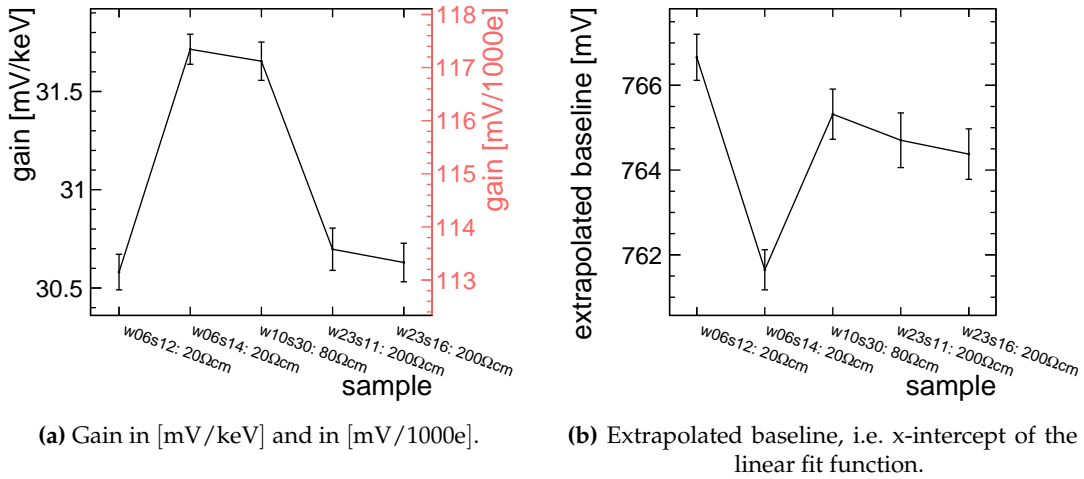 gain [mV/keV]
31.5
31
30.5
118
117
116
115
114
113
gain [mV/1000e]
w06s12: 20Ωcm
w06s14: 20Ωcm
w10s30: 80Ωcm
w23s11: 200Ωcm
w23s16: 200Ωcm
sample
(a) Gain in [mV/keV] and in [mV/1000e].
extrapolated baseline [mV]
766
764
762
w06s12: 20Ωcm
w06s14: 20Ωcm
w10s30: 80Ωcm
w23s11: 200Ωcm
w23s16: 200Ωcm
sample
(b) Extrapolated baseline, i.e. x-intercept of the
linear fit function.